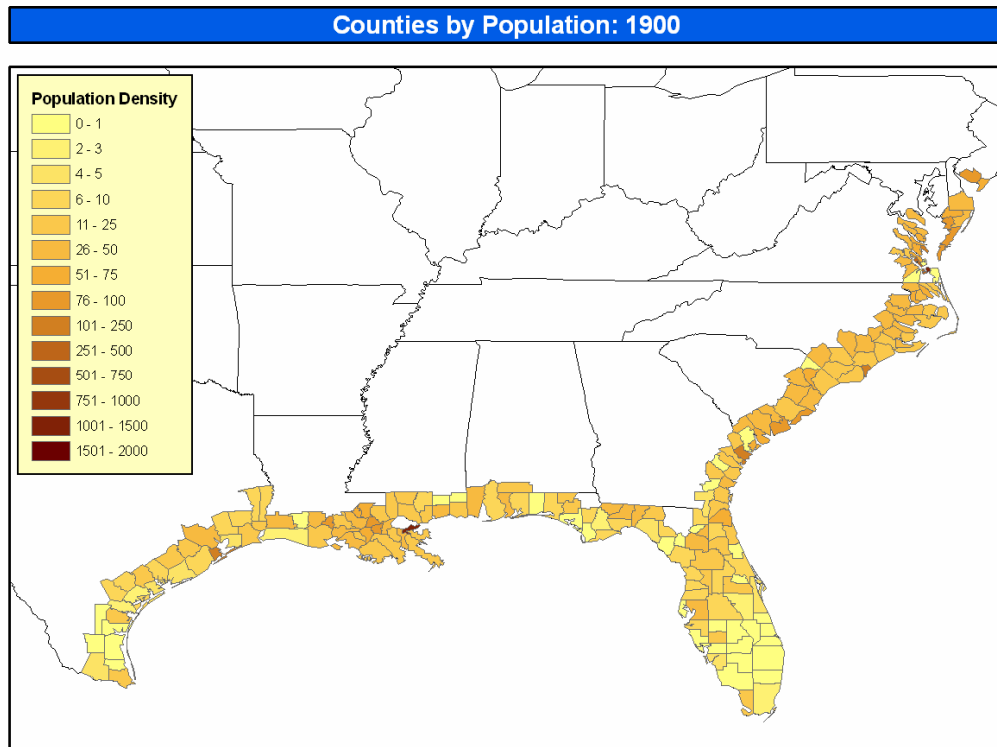 Counties by Population: 1900
Population Density
0 - 1
2 - 3
4 - 5
6 - 10
11 - 25
26 - 50
51 - 75
76 - 100
101 - 250
251 - 500
501 - 750
751 - 1000
1001 - 1500
1501 - 2000